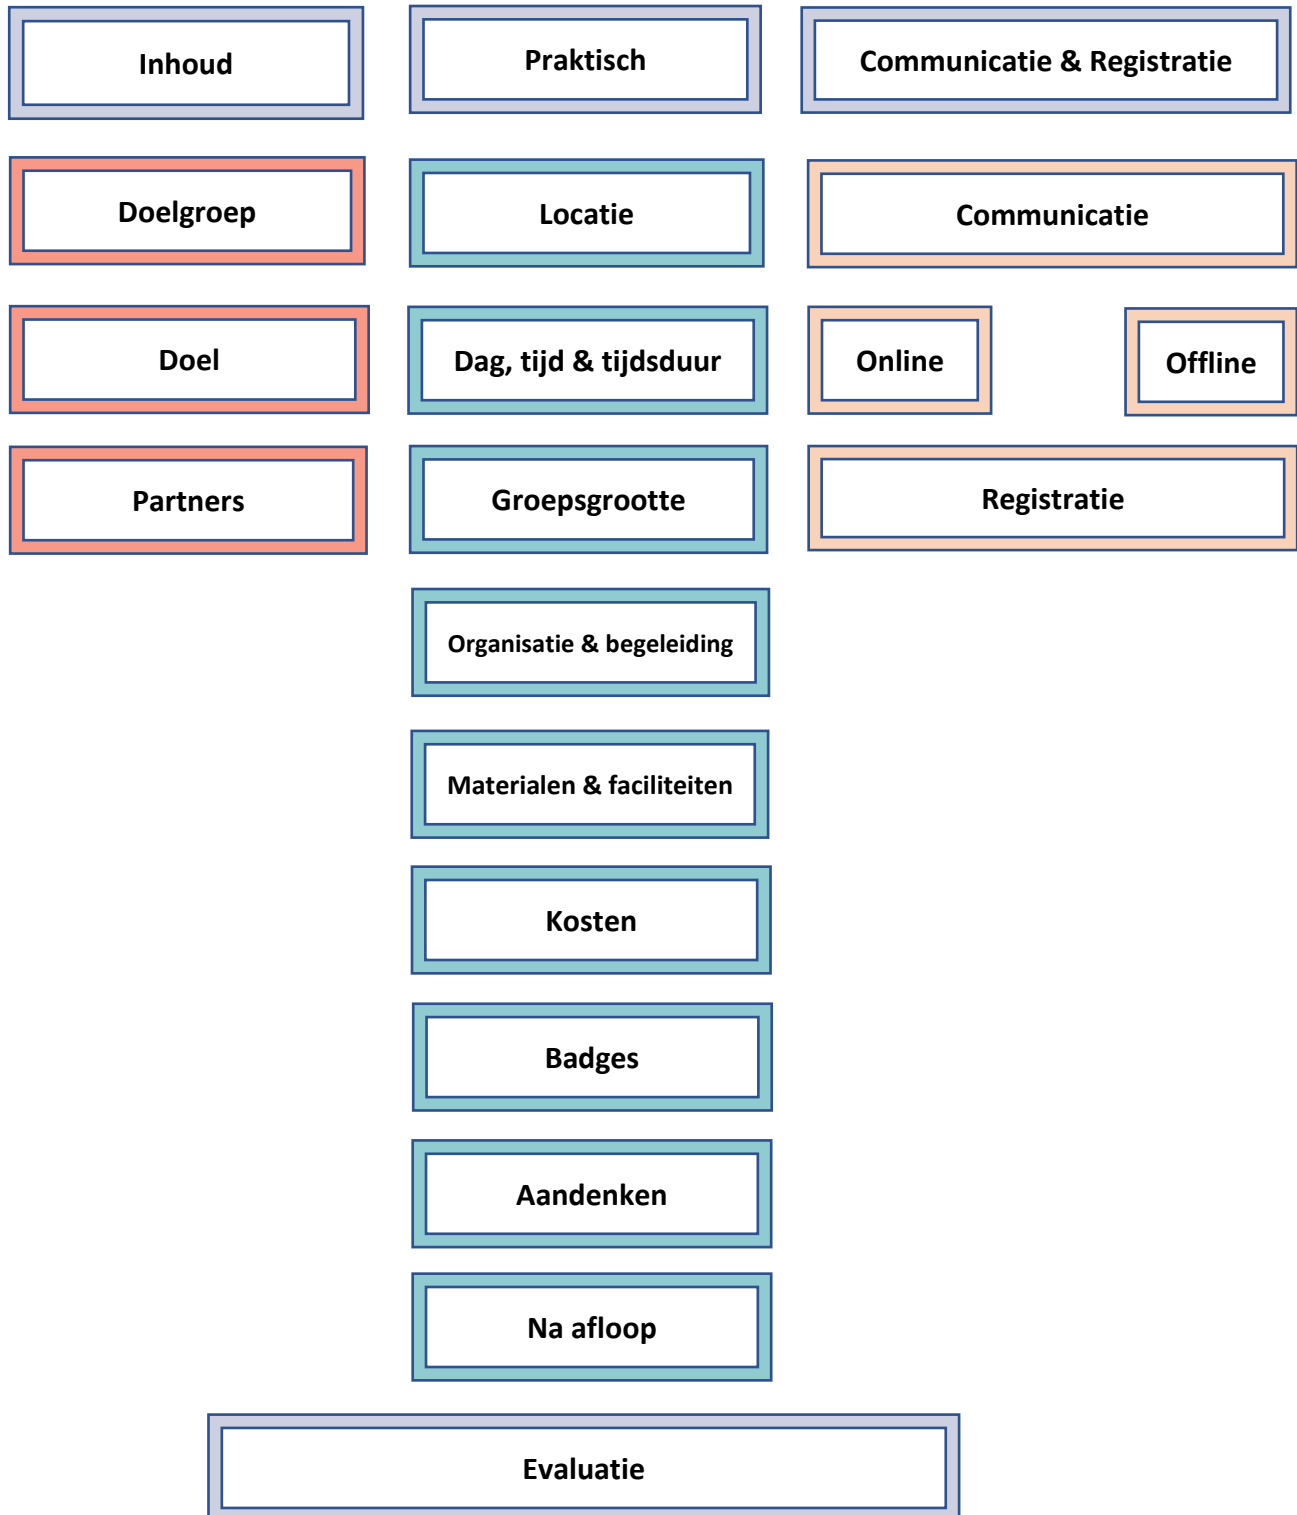 Inhoud
Praktisch
Communicatie & Registratie
Doelgroep
Locatie
Communicatie
Doel
Dag, tijd & tijdsduur
Online
Offline
Partners
Groepsgrootte
Registratie
Organisatie & begeleiding
Materialen & faciliteiten
Kosten
Badges
Aandenken
Na afloop
Evaluatie